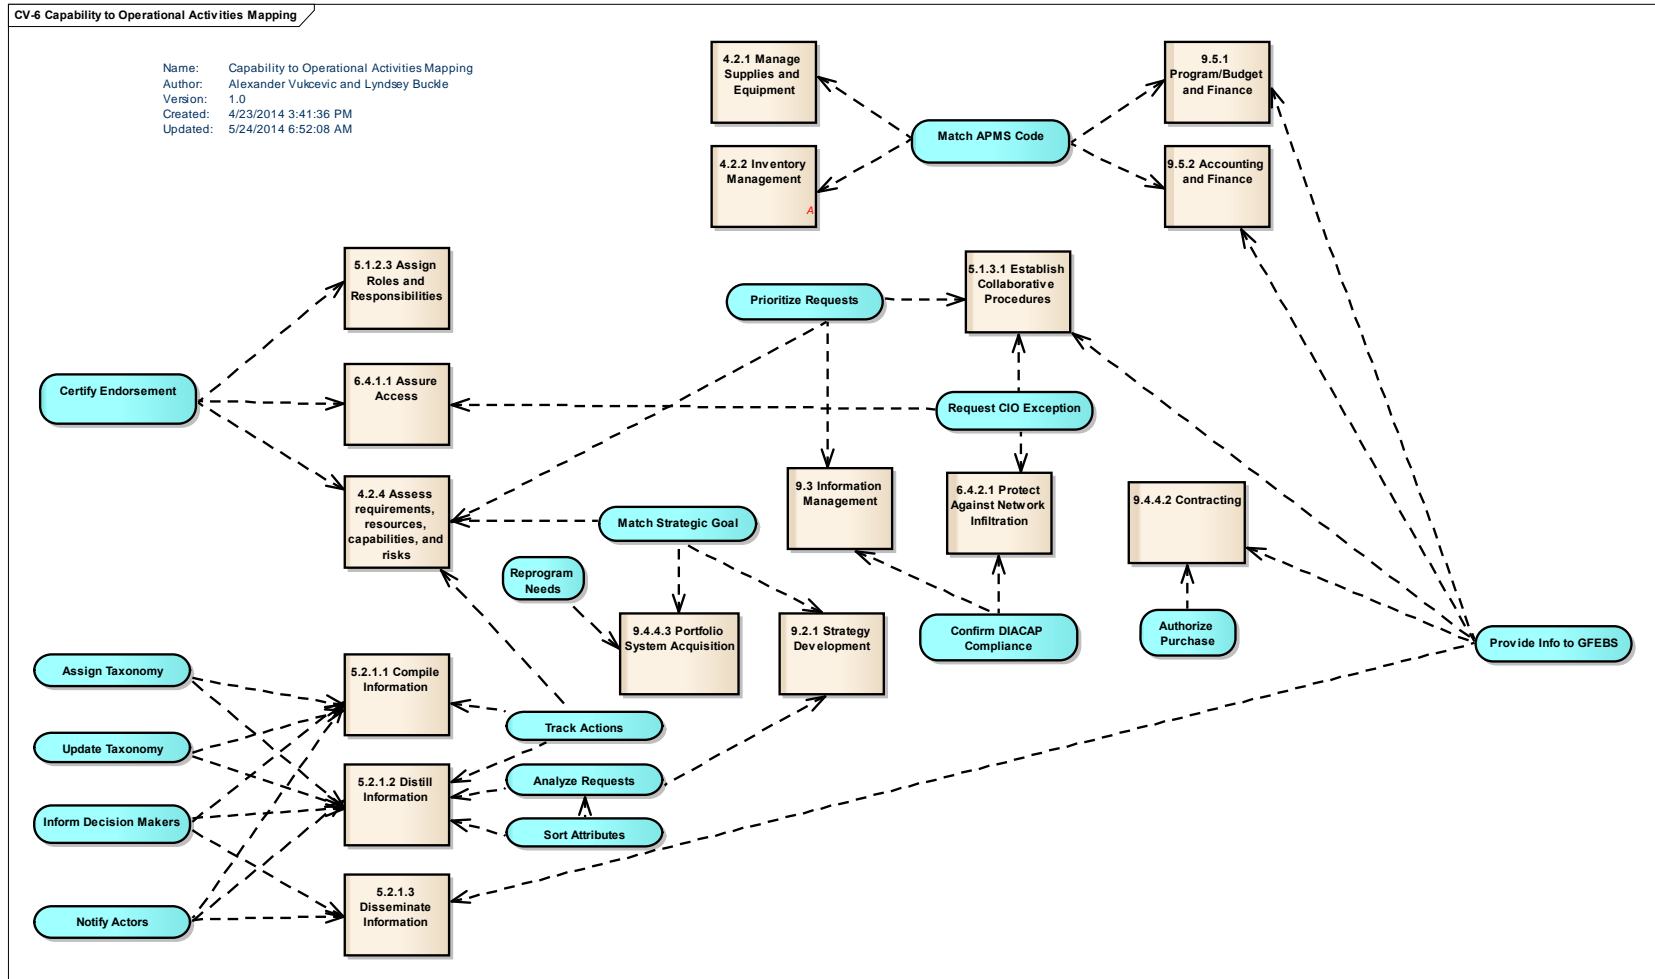 CV-6 Capability to Operational Activities Mapping
Name: Capability to Operational Activities Mapping
Author: Alexander Vukcevic and Lyndsey Buckle
Version: 1.0
Created: 4/23/2014 3:41:36 PM
Updated: 5/24/2014 6:52:08 AM
4.2.1 Manage
Supplies and
Equipment
9.5.1
Program/Budget
and Finance
Match APMS Code
4.2.2 Inventory
Management
A
9.5.2 Accounting
and Finance
5.1.2.3 Assign
Roles and
Responsibilities
Prioritize Requests
5.1.3.1 Establish
Collaborative
Procedures
Certify Endorsement
6.4.1.1 Assure
Access
Request CIO Exception
4.2.4 Assess
requirements,
resources,
capabilities, and
risks
Match Strategic Goal
9.3 Information
Management
6.4.2.1 Protect
Against Network
Infiltration
9.4.4.2 Contracting
Reprogram
Needs
9.4.4.3 Portfolio
System Acquisition
9.2.1 Strategy
Development
Confirm DIACAP
Compliance
Authorize
Purchase
Provide Info to GFEBS
Assign Taxonomy
5.2.1.1 Compile
Information
Track Actions
Update Taxonomy
5.2.1.2 Distill
Information
Analyze Requests
Inform Decision Makers
Sort Attributes
5.2.1.3
Disseminate
Information
Notify Actors